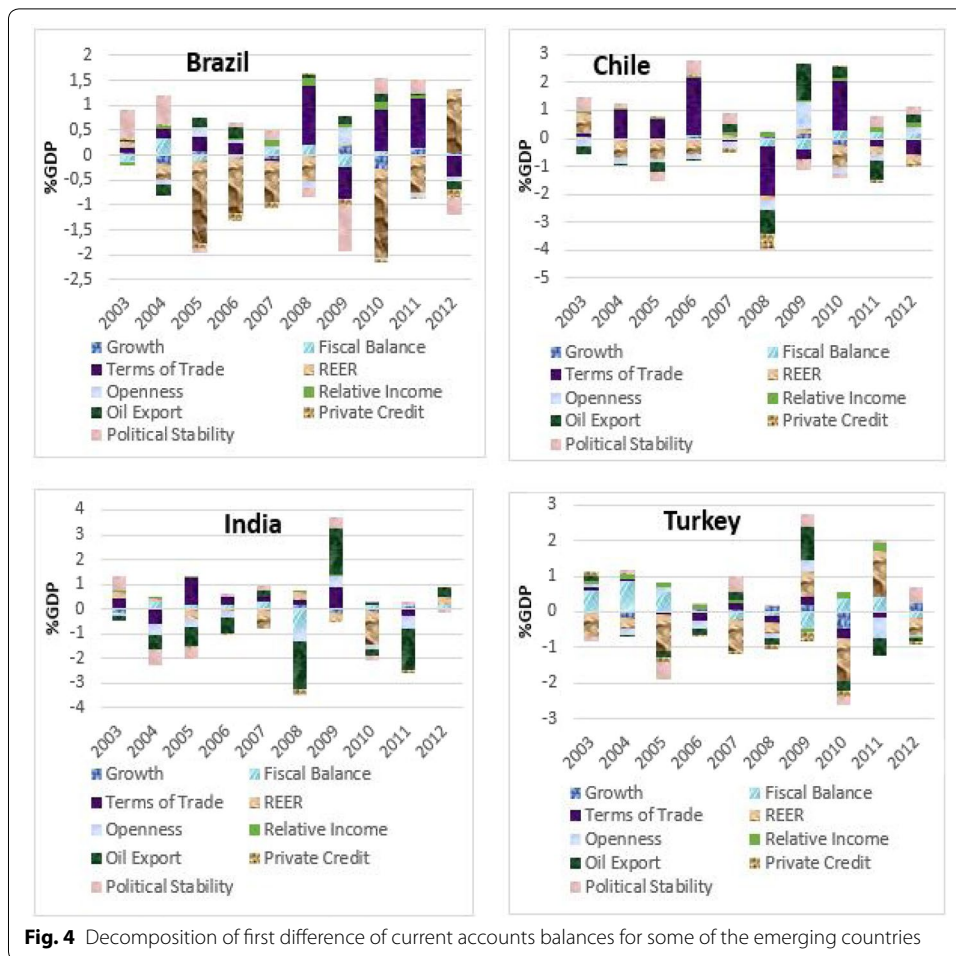 Brazil
%GDP
2
1,5
1
0,5
0
-0,5
-1
-1,5
-2
-2,5
2003 2004 2005 2006 2007 2008 2009 2010 2011 2012
Growth Fiscal Balance
Terms of Trade REER
Openness Relative Income
Oil Export Private Credit
Political Stability
Chile
%GDP
3
2
1
0
-1
-2
-3
-4
-5
2003 2004 2005 2006 2007 2008 2009 2010 2011 2012
Growth Fiscal Balance
Terms of Trade REER
Openness Relative Income
Oil Export Private Credit
Political Stability
India
%GDP
4
3
2
1
0
-1
-2
-3
-4
2003 2004 2005 2006 2007 2008 2009 2010 2011 2012
Growth Fiscal Balance
Terms of Trade REER
Openness Relative Income
Oil Export Private Credit
Political Stability
Turkey
%GDP
3
2
1
0
-1
-2
-3
2003 2004 2005 2006 2007 2008 2009 2010 2011 2012
Growth Fiscal Balance
Terms of Trade REER
Openness Relative Income
Oil Export Private Credit
Political Stability
Fig. 4 Decomposition of first difference of current accounts balances for some of the emerging countries